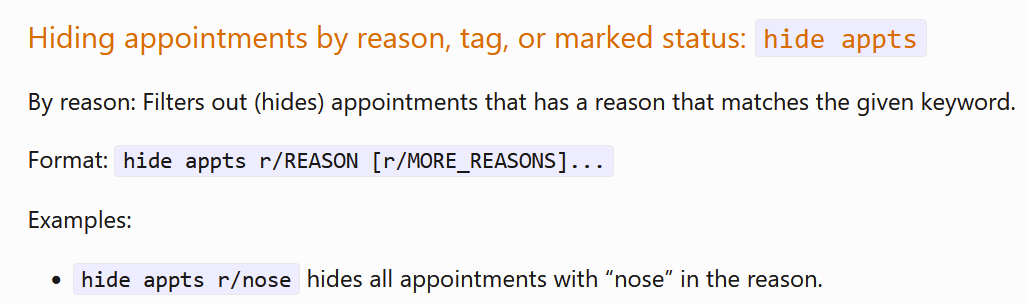 Hiding appointments by reason, tag, or marked status: hide appts
By reason: Filters out (hides) appointments that has a reason that matches the given keyword.
Format: hide appts r/REASON [r/MORE_REASONS]...
Examples:
• hide appts r/nose hides all appointments with “nose” in the reason.